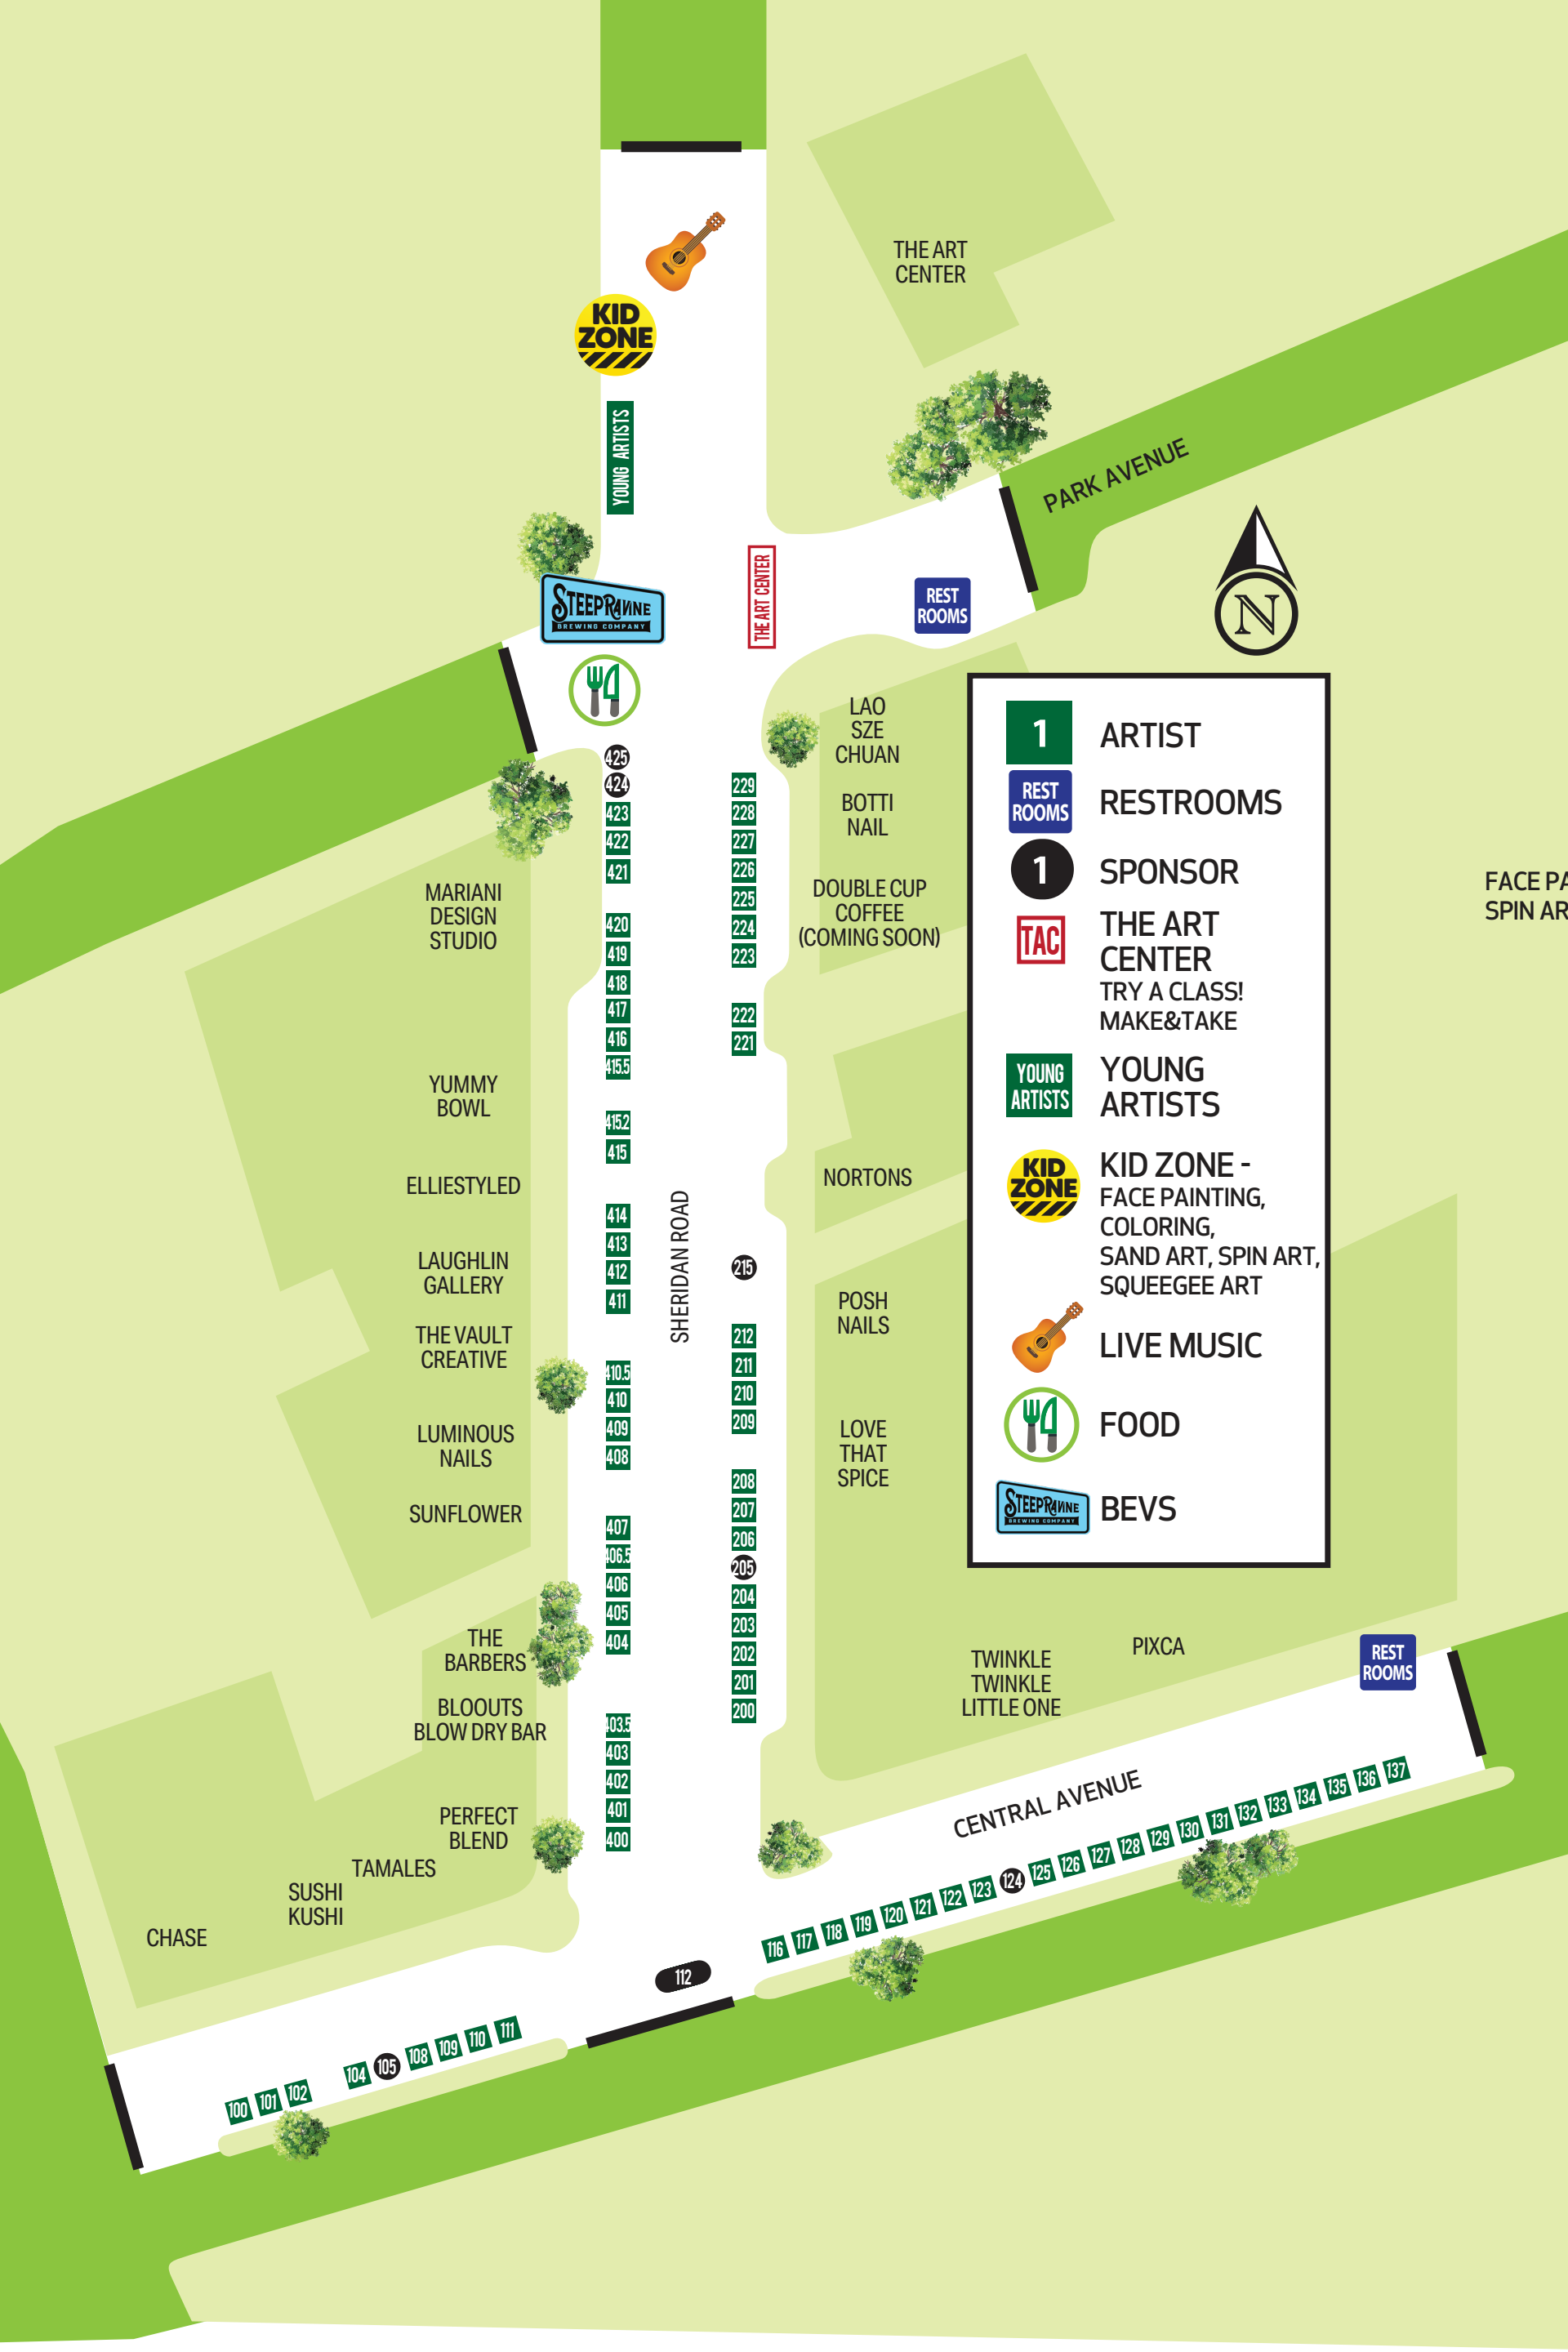 KID
ZONE
THE ART
CENTER
YOUNG ARTISTS
PARK AVENUE
STEEP RAVINE
BREWING COMPANY
THE ART CENTER
REST
ROOMS
N
LAO
SZE
CHUAN
BOTTI
NAIL
DOUBLE CUP
COFFEE
(COMING SOON)
NORTONS
POSH
NAILS
LOVE
THAT
SPICE
425
424
423
422
421
420
419
418
417
416
415.5
415.2
415
414
413
412
411
410.5
410
409
408
407
406.5
406
405
404
403.5
403
402
401
400
229
228
227
226
225
224
223
222
221
215
212
211
210
209
208
207
206
205
204
203
202
201
200
SHERIDAN ROAD
MARIANI
DESIGN
STUDIO
YUMMY
BOWL
ELLIESTYLED
LAUGHLIN
GALLERY
THE VAULT
CREATIVE
LUMINOUS
NAILS
SUNFLOWER
THE
BARBERS
BLOOUTS
BLOW DRY BAR
PERFECT
BLEND
TAMALES
SUSHI
KUSHI
CHASE
1 ARTIST
REST
ROOMS
RESTROOMS
1 SPONSOR
TAC
THE ART
CENTER
TRY A CLASS!
MAKE&TAKE
YOUNG
ARTISTS
YOUNG
ARTISTS
KID
ZONE
KID ZONE -
FACE PAINTING,
COLORING,
SAND ART, SPIN ART,
SQUEEGEE ART
LIVE MUSIC
FOOD
STEEP RAVINE
BREWING COMPANY
BEVS
FACE PA
SPIN AR
TWINKLE
TWINKLE
LITTLE ONE
PIXCA
REST
ROOMS
CENTRAL AVENUE
100 101 102 104 105 108 109 110 111
112
116 117 118 119 120 121 122 123 124 125 126 127 128 129 130 131 132 133 134 135 136 137